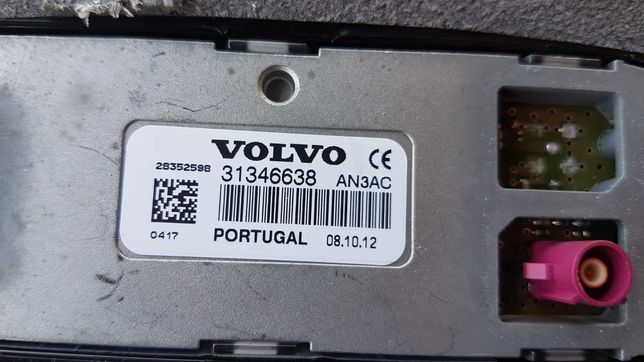 VOLVO CE
28352598 31346638 AN3AC
0417 PORTUGAL 08.10.12